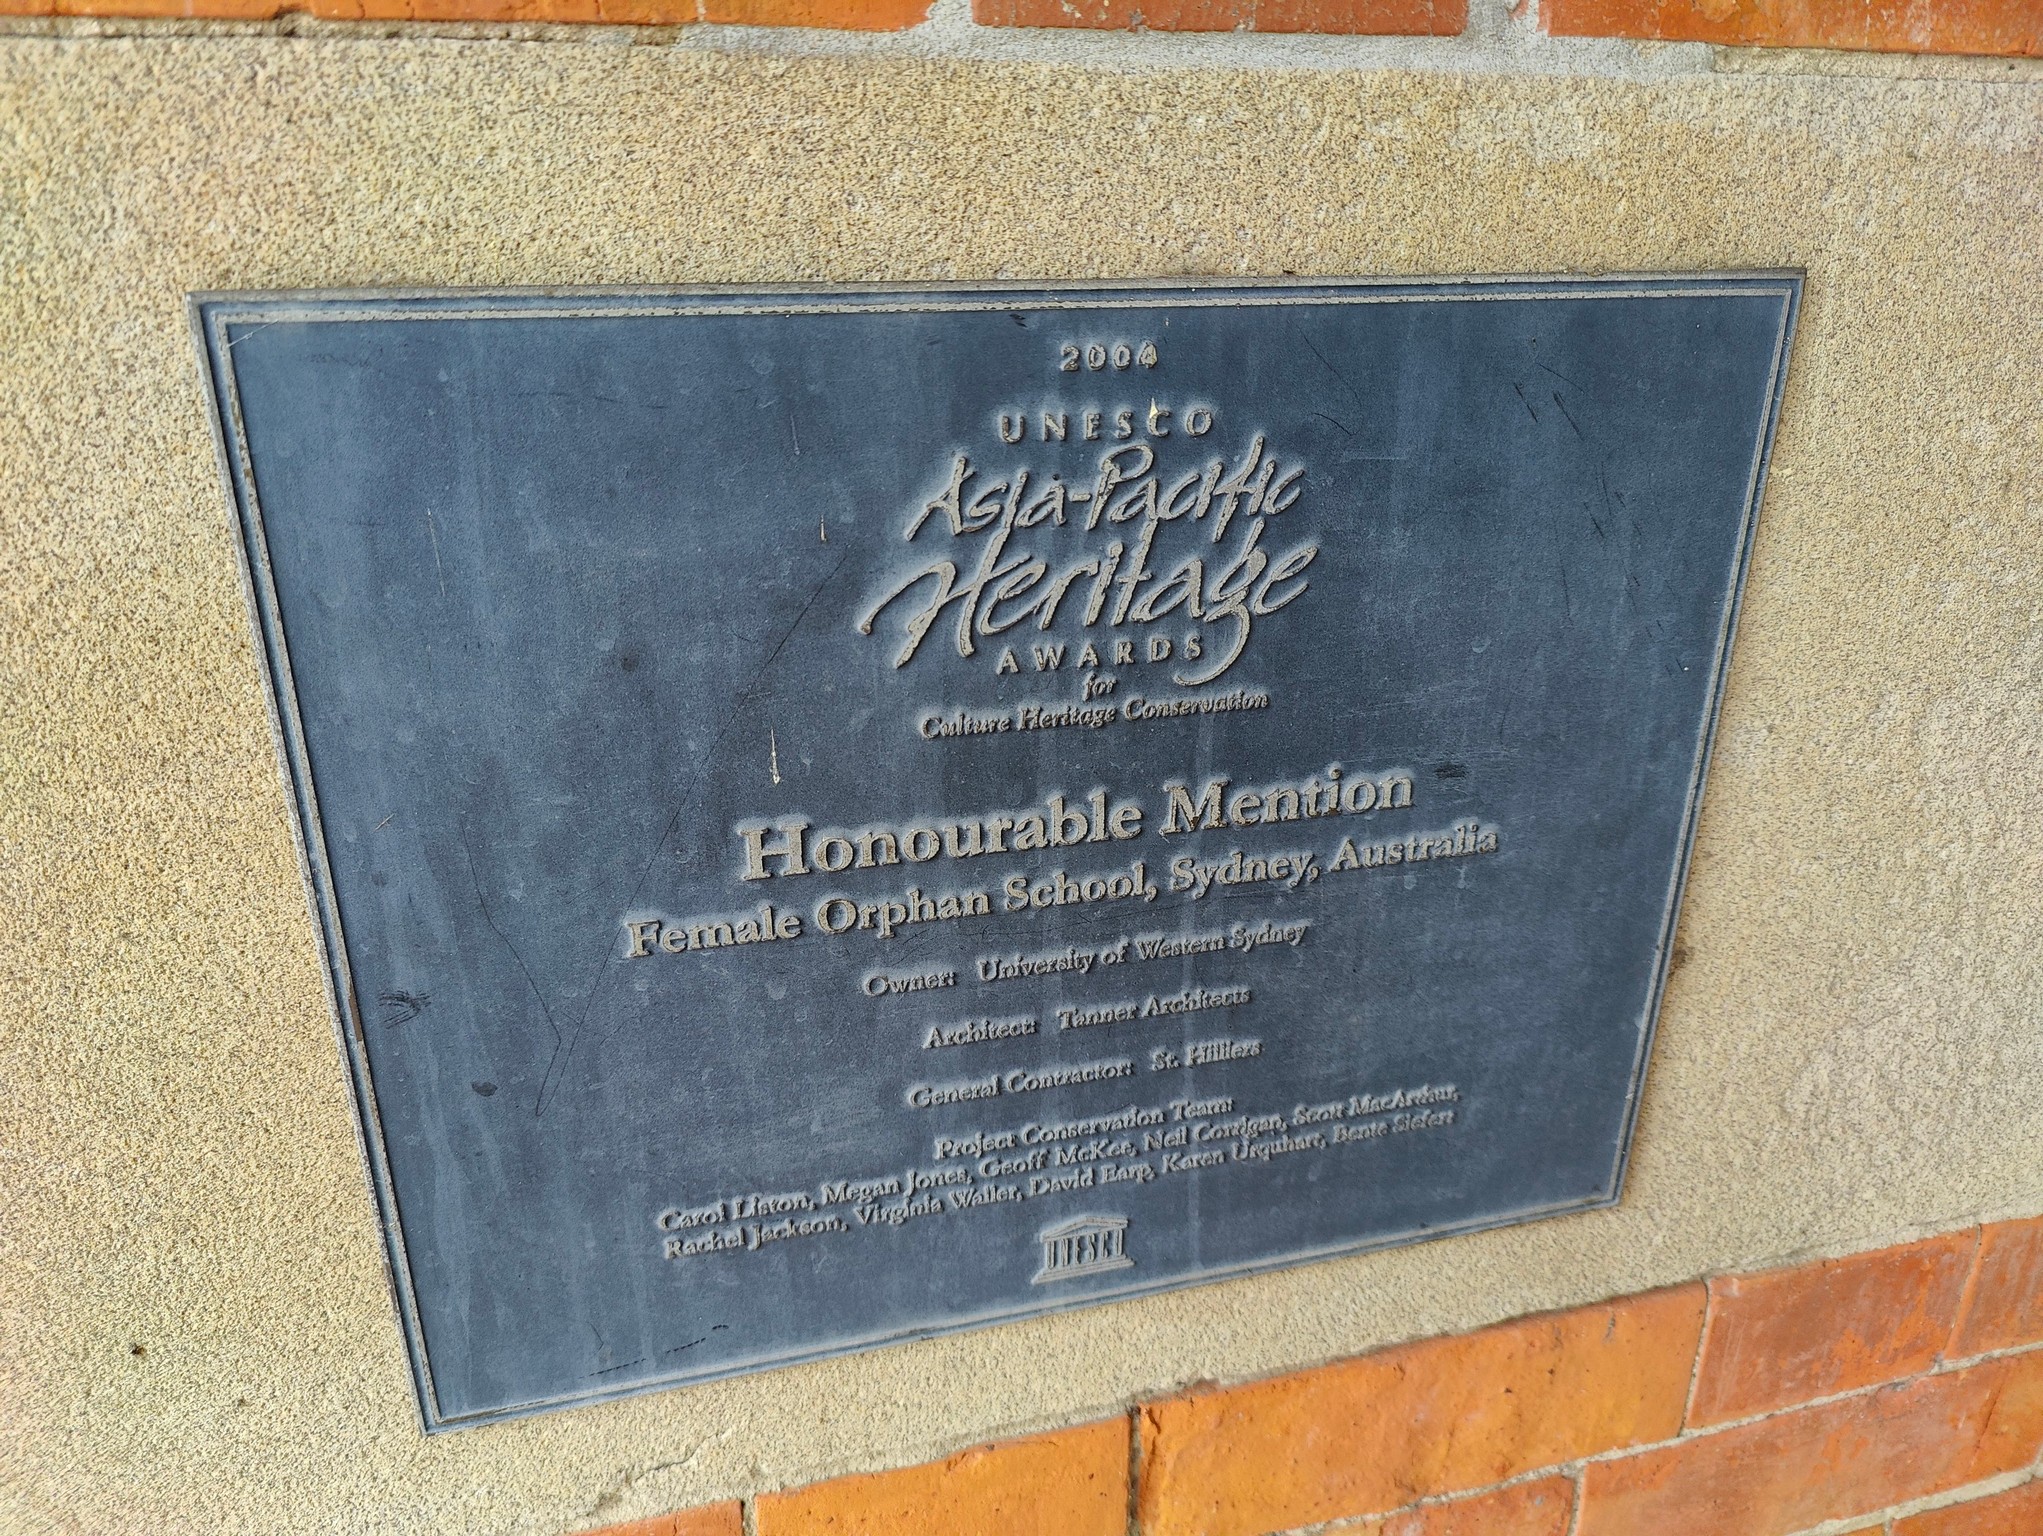 2004
UNESCO
Asia-Pacific
Heritage
AWARDS
for
Culture Heritage Conservation
Honourable Mention
Female Orphan School, Sydney, Australia
Owner: University of Western Sydney
Architect: Tanner Architects
General Contractor: St. Hilliers
Project Conservation Team:
Carol Liston, Megan Jones, Geoff McKee, Neil Corrigan, Scott MacArthur,
Rachel Jackson, Virginia Waller, David Earp, Karen Urquhart, Bente Siefert
UNESCO